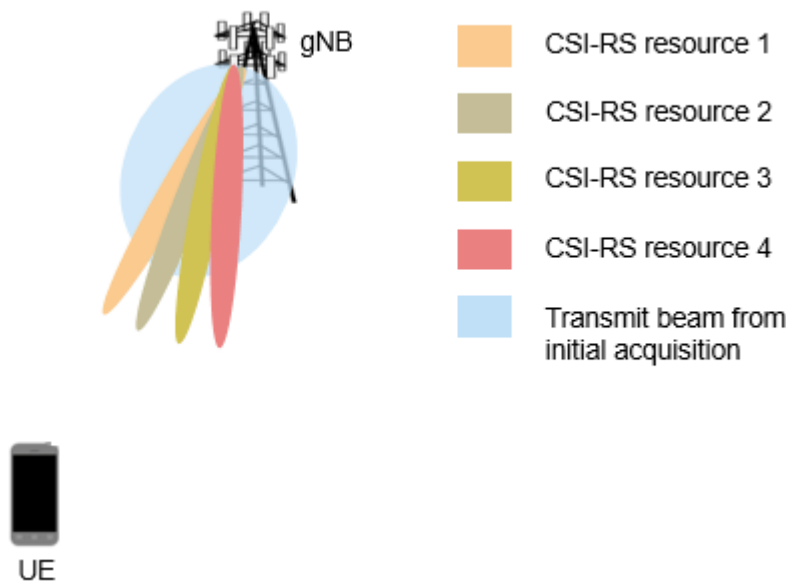 gNB
CSI-RS resource 1
CSI-RS resource 2
CSI-RS resource 3
CSI-RS resource 4
Transmit beam from
initial acquisition
UE